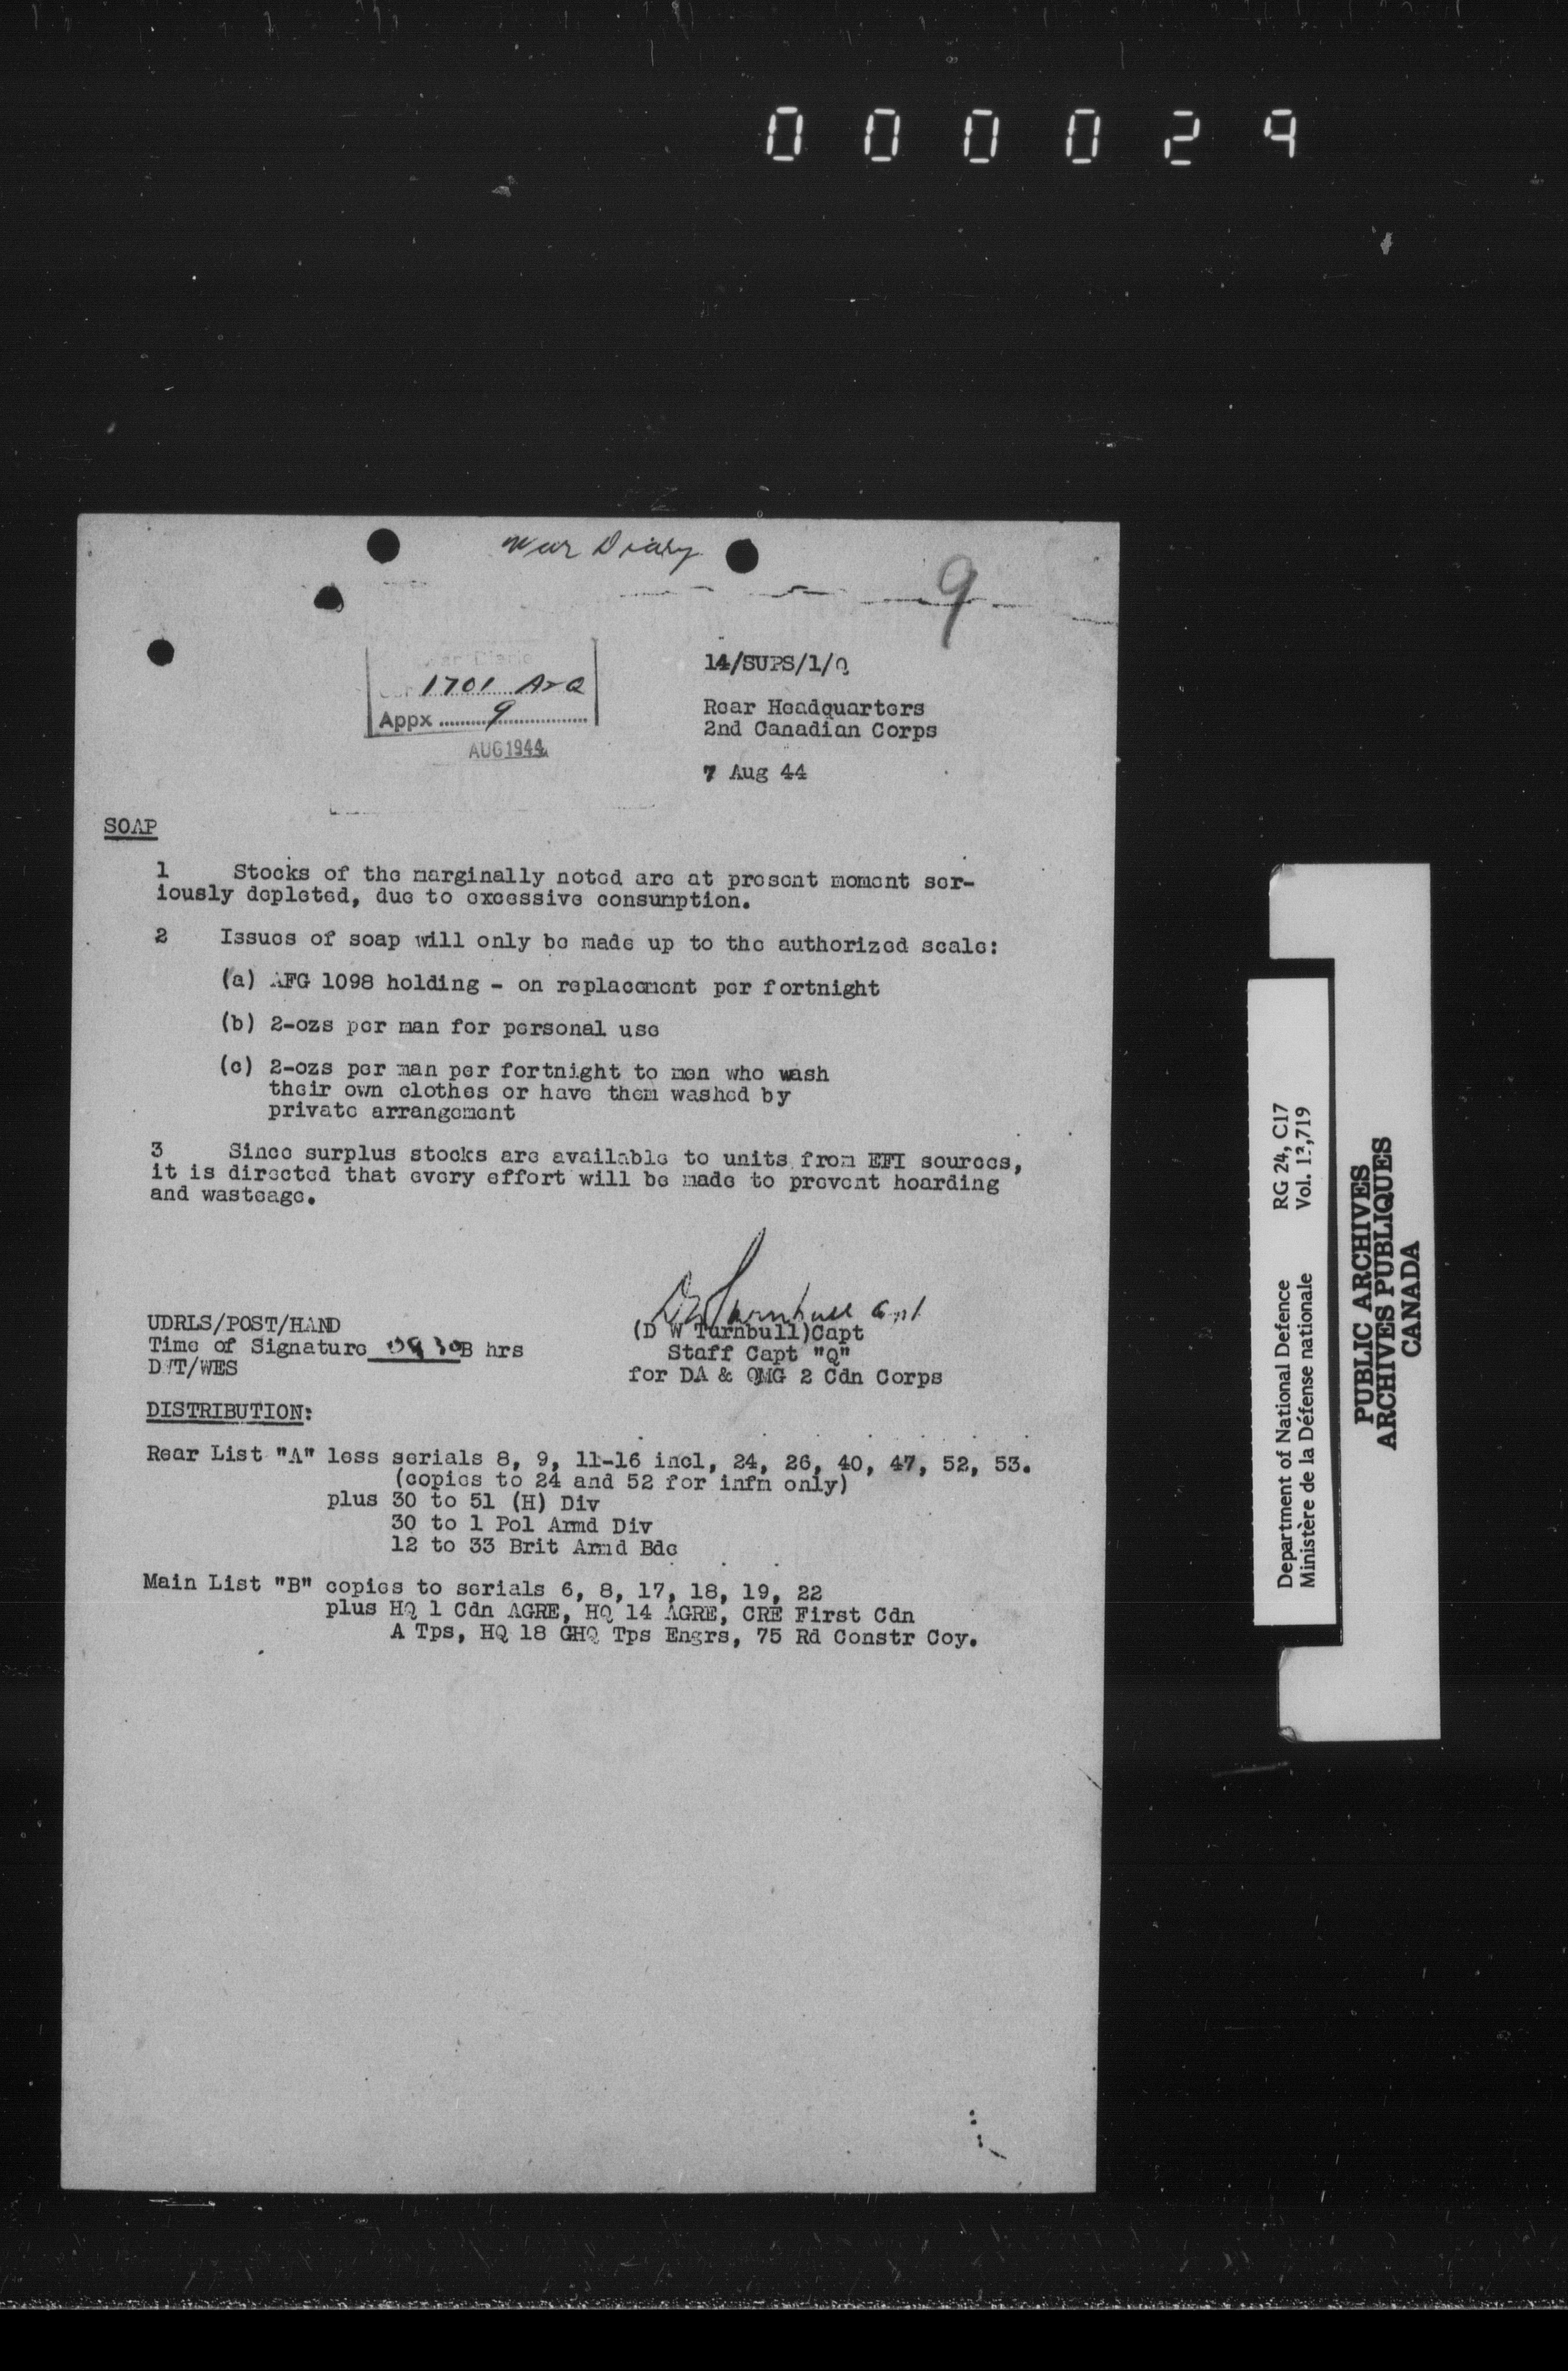 000029
War Diary
9
14/SUPS/1/Q
1701 A+Q
Appx 9
AUG 1944
Rear Headquarters
2nd Canadian Corps
7 Aug 44
SOAP
1 Stocks of the marginally noted are at present moment ser-
iously depleted, due to excessive consumption.
2 Issues of soap will only be made up to the authorized scale:
(a) AFG 1098 holding - on replacement per fortnight
(b) 2-ozs per man for personal use
(c) 2-ozs per man per fortnight to men who wash
their own clothes or have them washed by
private arrangement
3 Since surplus stocks are available to units from EFI sources,
it is directed that every effort will be made to prevent hoarding
and wasteage.
DWTurnbull Capt
UDRLS/POST/HAND
Time of Signature 0930B hrs
DWT/WES
(D W Turnbull)Capt
Staff Capt "Q"
for DA & QMG 2 Cdn Corps
DISTRIBUTION:
Rear List "A" less serials 8, 9, 11-16 incl, 24, 26, 40, 47, 52, 53.
(copies to 24 and 52 for infm only)
plus 30 to 51 (H) Div
30 to 1 Pol Armd Div
12 to 33 Brit Armd Bde
Main List "B" copies to serials 6, 8, 17, 18, 19, 22
plus HQ 1 Cdn AGRE, HQ 14 AGRE, CRE First Cdn
A Tps, HQ 18 GHQ Tps Engrs, 75 Rd Constr Coy.
Department of National Defence RG 24, C17
Ministère de la Défense nationale Vol. 13,719
PUBLIC ARCHIVES
ARCHIVES PUBLIQUES
CANADA